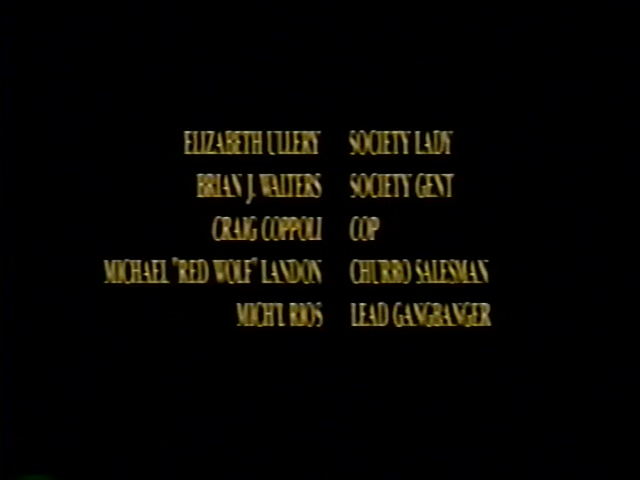 ELIZABETH ULLERY SOCIETY LADY
BRIAN J. WALTERS SOCIETY GENT
CRAIG COPPOLI COP
MICHAEL "RED WOLF" LANDON CHURRO SALESMAN
MICH'L RIOS LEAD GANGBANGER